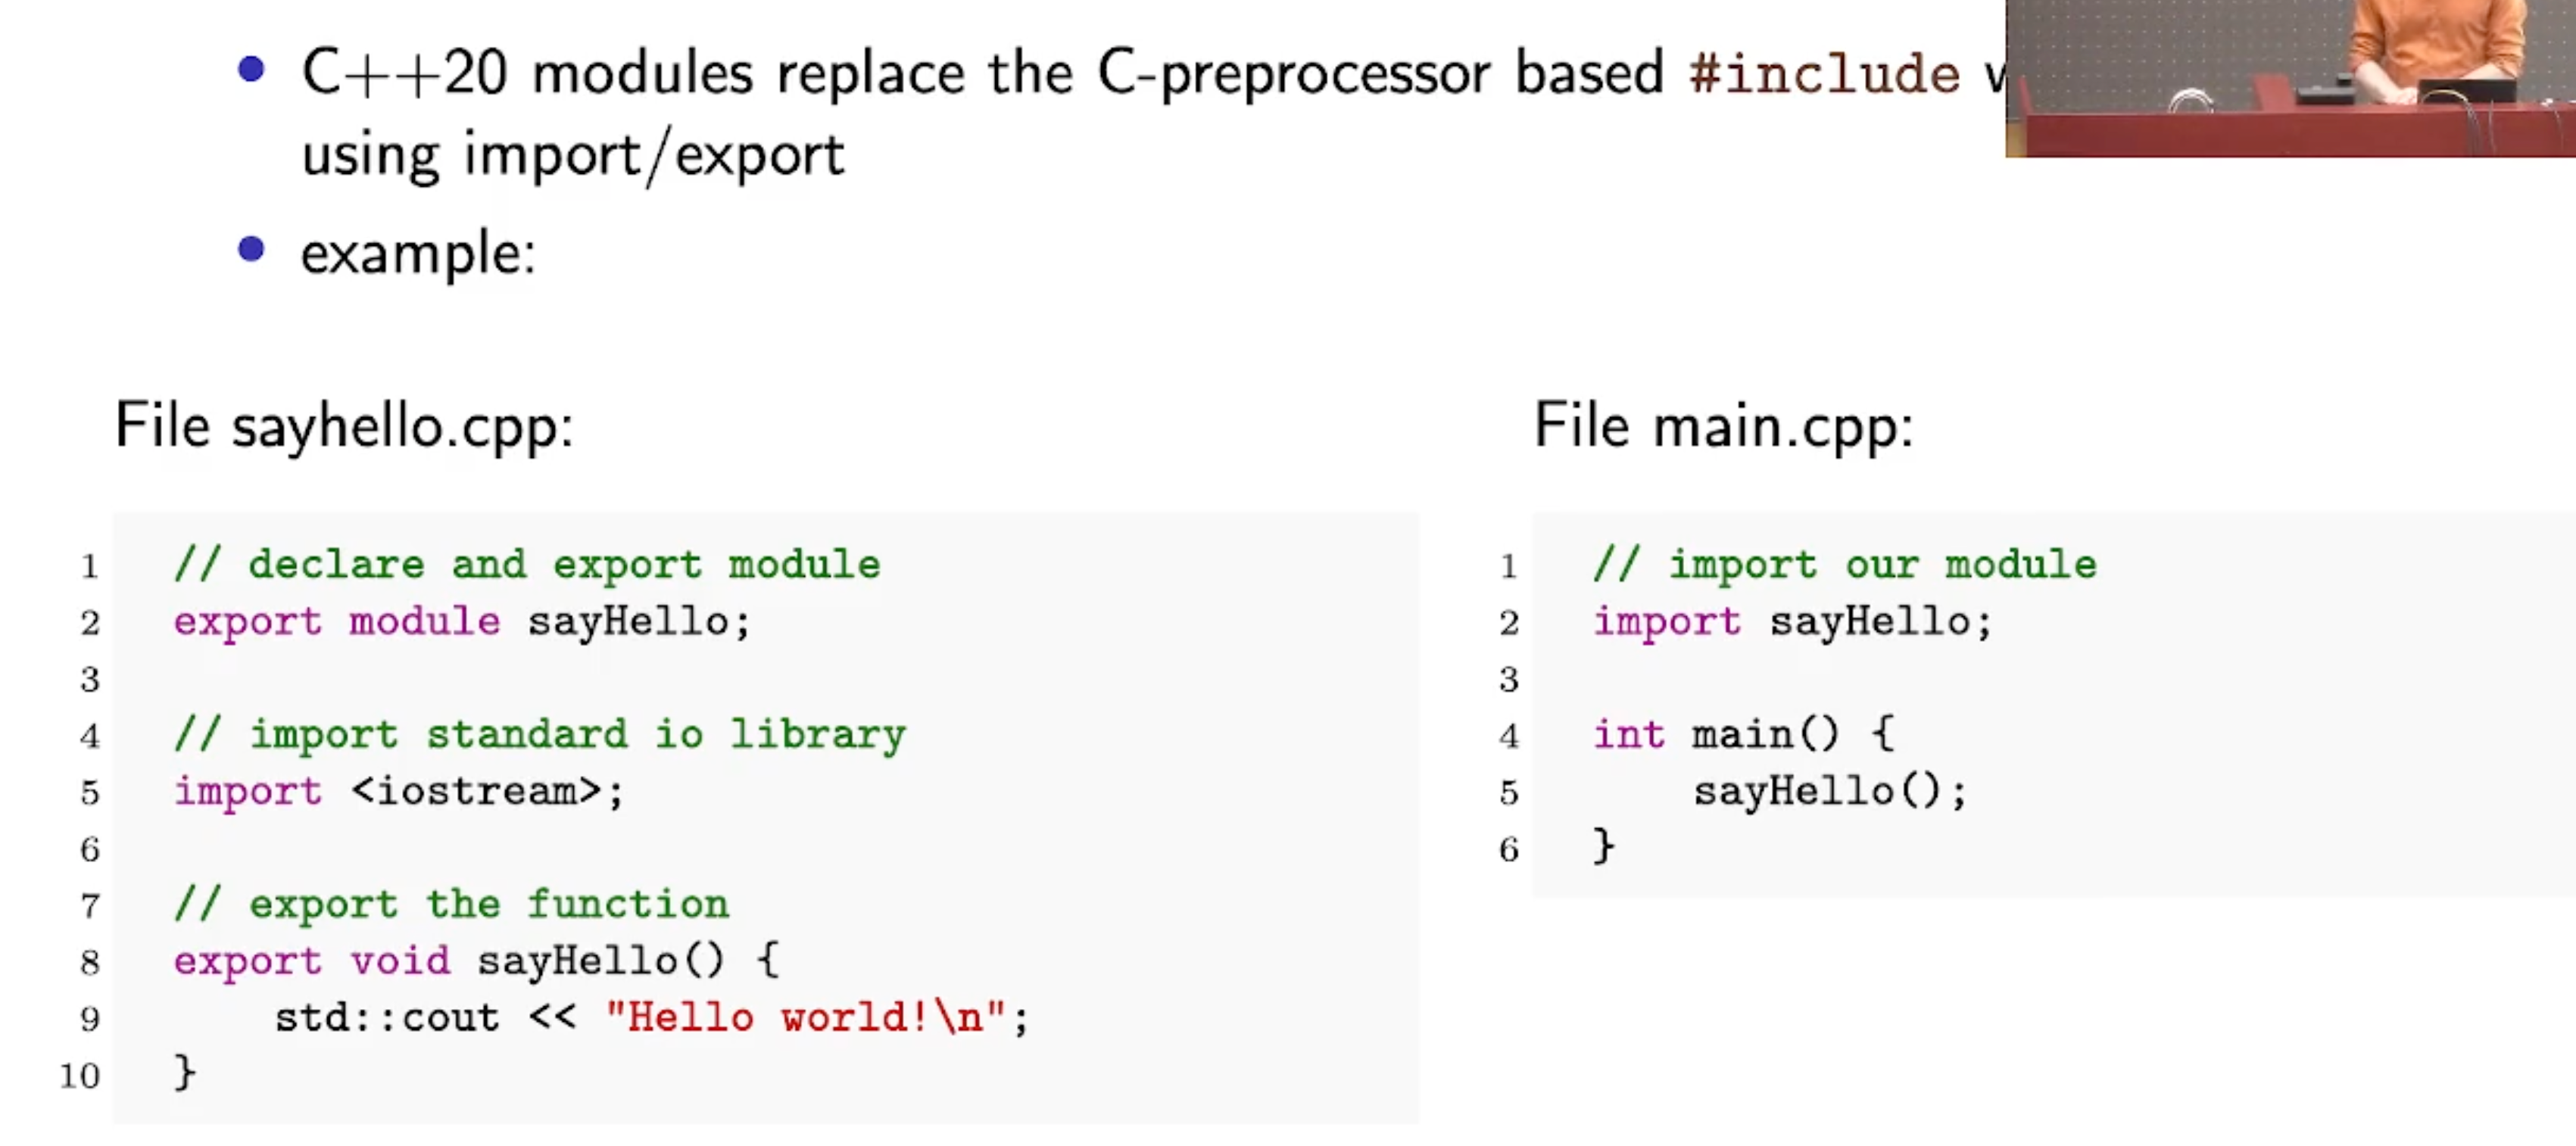 • C++20 modules replace the C-preprocessor based #include
using import/export
• example:
File sayhello.cpp:
1 // declare and export module
2 export module sayHello;
3
4 // import standard io library
5 import <iostream>;
6
7 // export the function
8 export void sayHello() {
9 std::cout << "Hello world!\n";
10 }
File main.cpp:
1 // import our module
2 import sayHello;
3
4 int main() {
5 sayHello();
6 }